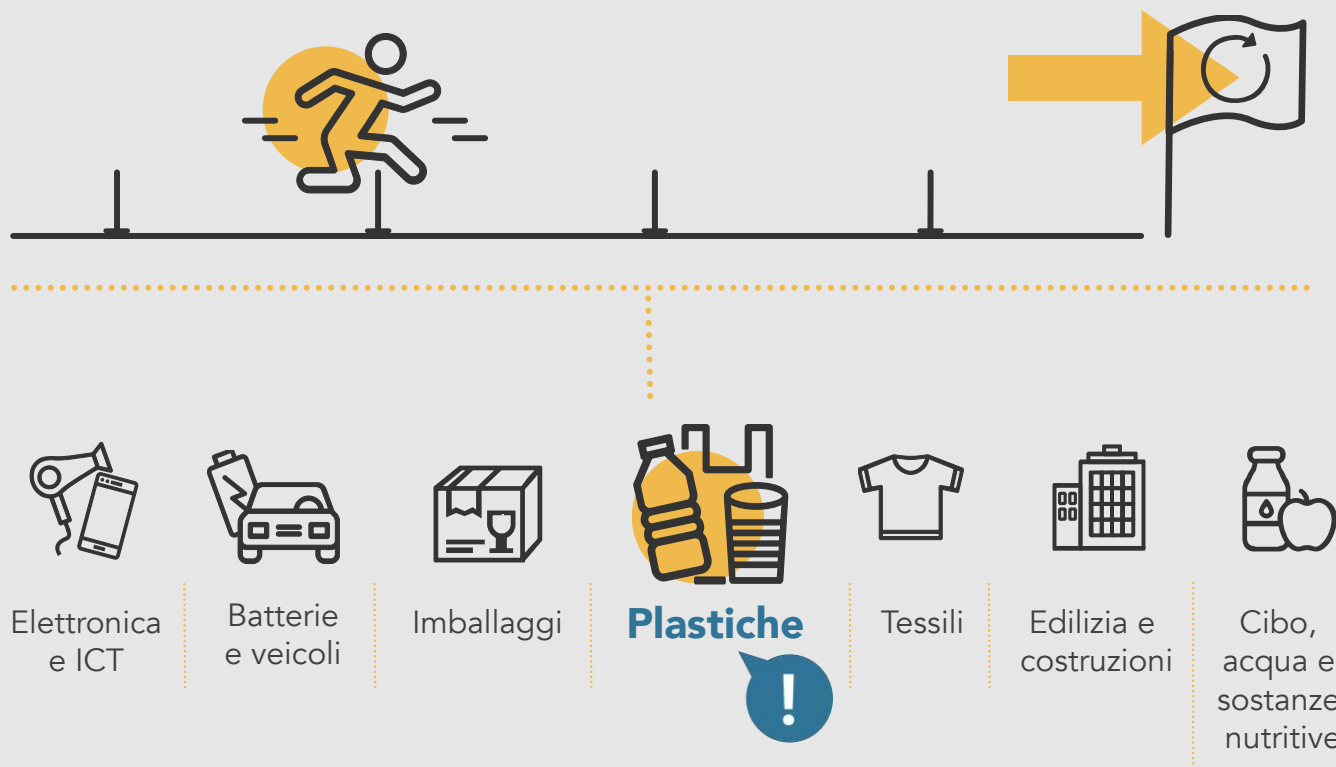 Elettronica
e ICT
Batterie
e veicoli
Imballaggi
Plastiche
!
Tessili
Edilizia e
costruzioni
Cibo,
acqua e
sostanze
nutritive